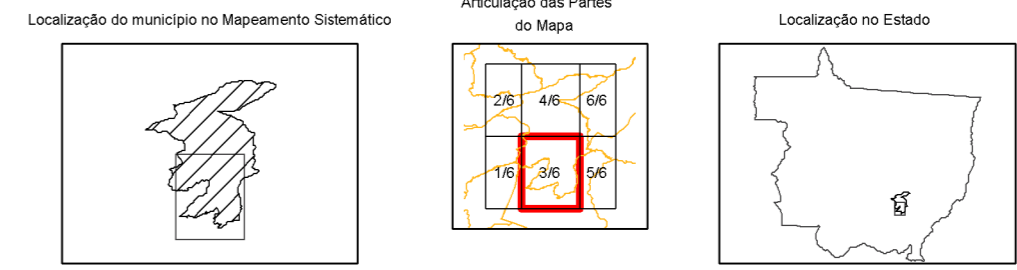 Localização do município no Mapeamento Sistemático
Articulação das Partes
do Mapa
Localização no Estado
2/6 4/6 6/6
1/6 3/6 5/6